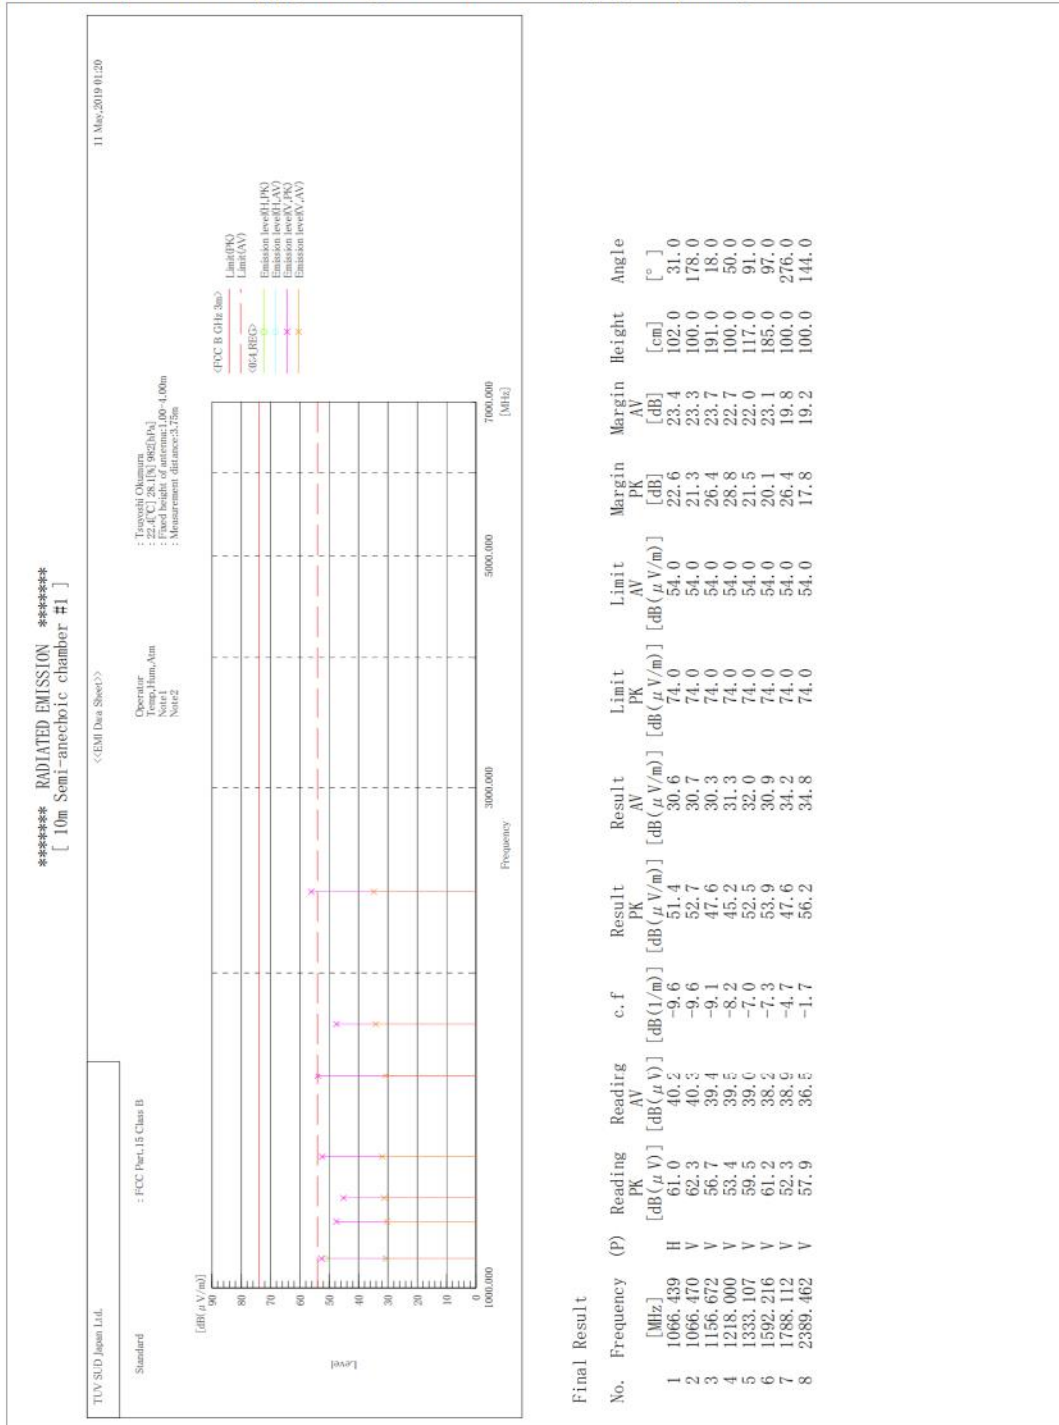 ******* RADIATED EMISSION *******
[ 10m Semi-anechoic chamber #1 ]
<<EMI Data Sheet>>
TUV SUD Japan Ltd. 11 May,2019 01:20
Standard : FCC Part.15 Class B
Operator : Tsuyoshi Okumura
Temp,Hum,Atm : 22.4[℃] 28.1[%] 982[hPa]
Note1 : Fixed height of antenna:1.00-4.00m
Note2 : Measurement distance:3.75m
<FCC B GHz 3m>
Limit(PK)
Limit(AV)
Emission level(H,PK)
Emission level(H,AV)
Emission level(V,PK)
Emission level(V,AV)
[dB(μ V/m)]
90
80
70
60
50
40
30
20
10
0
Level
1000.000 3000.000 5000.000 7000.000
Frequency [MHz]
Final Result
No. Frequency (P) Reading Reading c.f Result Result Limit Limit Margin Margin Height Angle
PK AV PK AV PK AV PK AV
[MHz] [dB(μ V)] [dB(μ V)] [dB(1/m)] [dB(μ V/m)] [dB(μ V/m)] [dB(μ V/m)] [dB(μ V/m)] [dB] [dB] [cm] [° ]
1 1066.439 H 61.0 40.2 -9.6 51.4 30.6 74.0 54.0 22.6 23.4 102.0 31.0
2 1066.470 V 62.3 40.3 -9.6 52.7 30.7 74.0 54.0 21.3 23.3 100.0 178.0
3 1156.672 V 56.7 39.4 -9.1 47.6 30.3 74.0 54.0 26.4 23.7 191.0 18.0
4 1218.000 V 53.4 39.5 -8.2 45.2 31.3 74.0 54.0 28.8 22.7 100.0 50.0
5 1333.107 V 59.5 39.0 -7.0 52.5 32.0 74.0 54.0 21.5 22.0 117.0 91.0
6 1592.216 V 61.2 38.2 -7.3 53.9 30.9 74.0 54.0 20.1 23.1 185.0 97.0
7 1788.112 V 52.3 38.9 -4.7 47.6 34.2 74.0 54.0 26.4 19.8 100.0 276.0
8 2389.462 V 57.9 36.5 -1.7 56.2 34.8 74.0 54.0 17.8 19.2 100.0 144.0